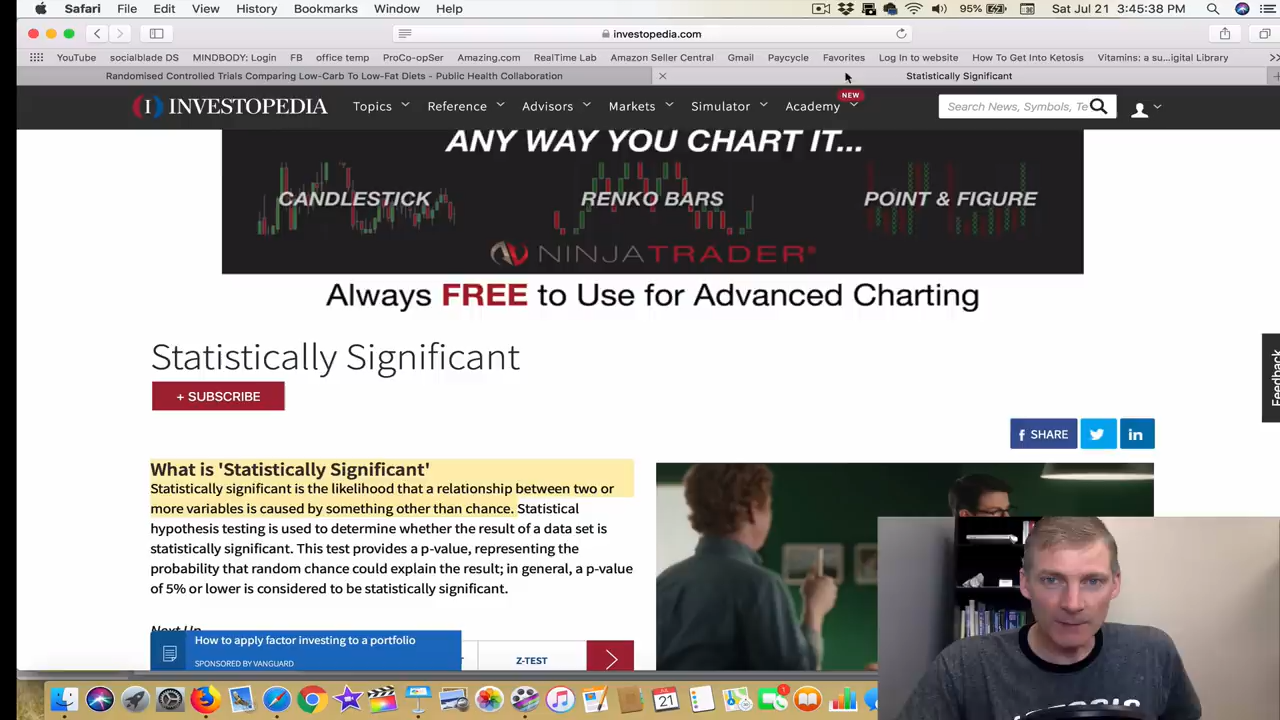 Safari File Edit View History Bookmarks Window Help 95% Sat Jul 21 3:45:38 PM
investopedia.com
YouTube socialblade DS MINDBODY: Login FB office temp ProCo-opSer Amazing.com RealTime Lab Amazon Seller Central Gmail Paycycle Favorites Log In to website How To Get Into Ketosis Vitamins: a su...igital Library
Randomised Controlled Trials Comparing Low-Carb To Low-Fat Diets - Public Health Collaboration Statistically Significant
INVESTOPEDIA Topics Reference Advisors Markets Simulator Academy NEW Search News, Symbols, Te
ANY WAY YOU CHART IT...
CANDLESTICK RENKO BARS POINT & FIGURE
NINJATRADER
Always FREE to Use for Advanced Charting
Statistically Significant
+ SUBSCRIBE
Feedback
f SHARE in
What is 'Statistically Significant'
Statistically significant is the likelihood that a relationship between two or
more variables is caused by something other than chance. Statistical
hypothesis testing is used to determine whether the result of a data set is
statistically significant. This test provides a p-value, representing the
probability that random chance could explain the result; in general, a p-value
of 5% or lower is considered to be statistically significant.
Next Up
How to apply factor investing to a portfolio
SPONSORED BY VANGUARD
Z-TEST
JUL
21
1